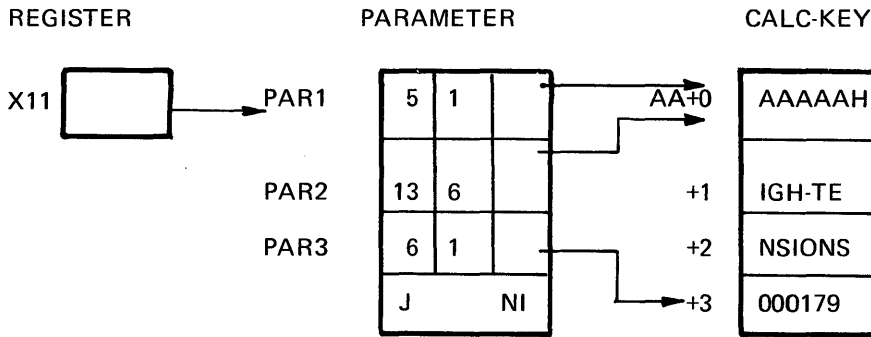 REGISTER PARAMETER CALC-KEY
X11 PAR1 5 1 AA+0 AAAAAH
PAR2 13 6 +1 IGH-TE
PAR3 6 1 +2 NSIONS
J NI +3 000179